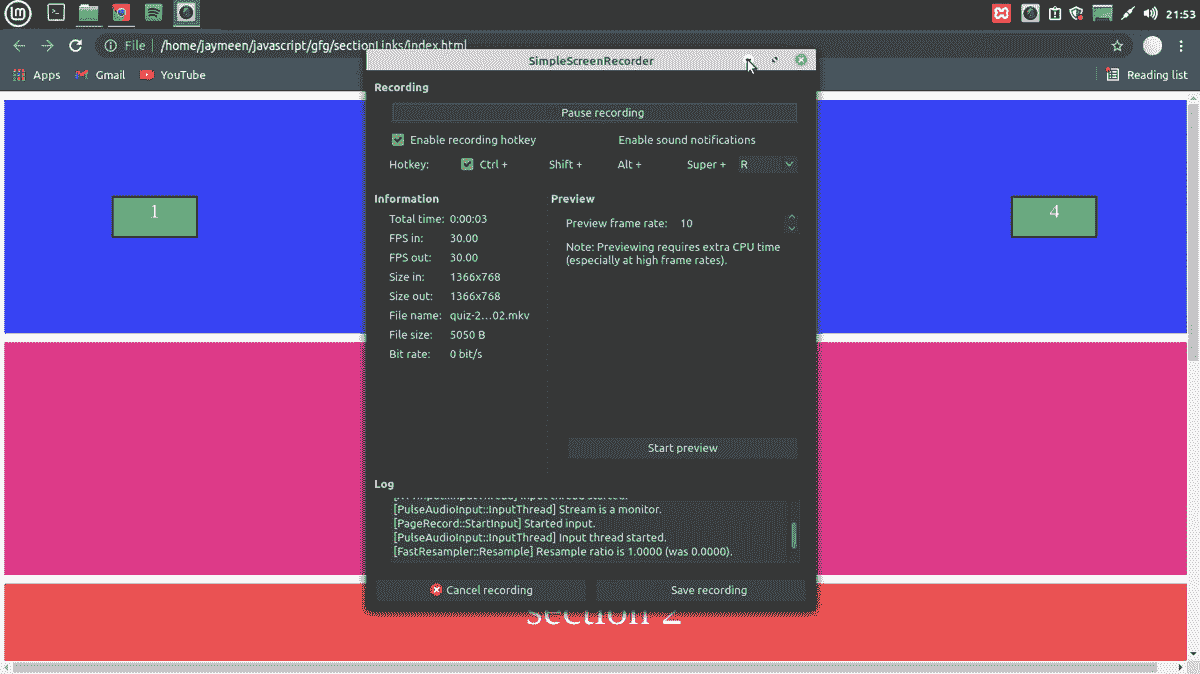 21:53
File
/home/jaymeen/javascript/gfg/sectionLinks/index.html
Apps
Gmail
YouTube
Reading list
SimpleScreenRecorder
Recording
Pause recording
Enable recording hotkey
Enable sound notifications
Hotkey: Ctrl + Shift + Alt + Super + R
Information
Total time: 0:00:03
FPS in: 30.00
FPS out: 30.00
Size in: 1366x768
Size out: 1366x768
File name: quiz-2...02.mkv
File size: 5050 B
Bit rate: 0 bit/s
Preview
Preview frame rate: 10
Note: Previewing requires extra CPU time
(especially at high frame rates).
Start preview
Log
Input thread started.
[PulseAudioInput::InputThread] Stream is a monitor.
[PageRecord::StartInput] Started input.
[PulseAudioInput::InputThread] Input thread started.
[FastResampler::Resample] Resample ratio is 1.0000 (was 0.0000).
Cancel recording
Save recording
1
4
section 2